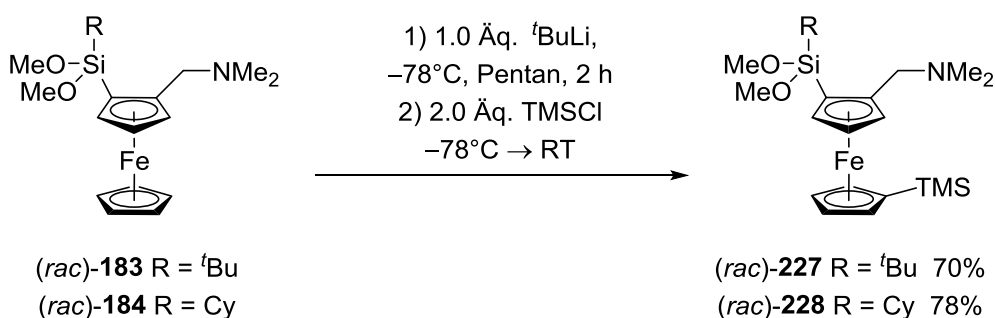 R
MeO
Si
MeO
NMe2
Fe
1) 1.0 Äq. tBuLi,
–78°C, Pentan, 2 h
2) 2.0 Äq. TMSCl
–78°C → RT
R
MeO
Si
MeO
NMe2
Fe
TMS
(rac)-183 R = tBu
(rac)-184 R = Cy
(rac)-227 R = tBu 70%
(rac)-228 R = Cy 78%